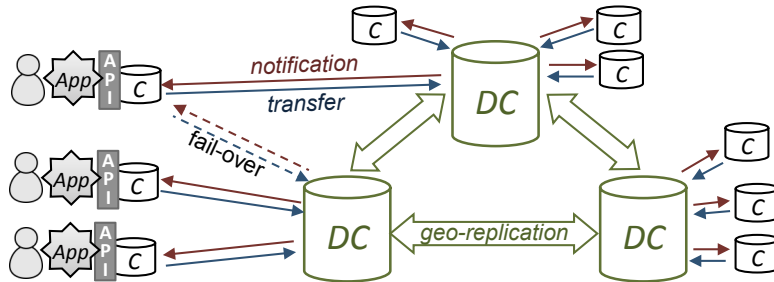 C
C
C
App
API
C
notification
transfer
DC
fail-over
App
API
C
DC
geo-replication
DC
C
C
C
App
API
C